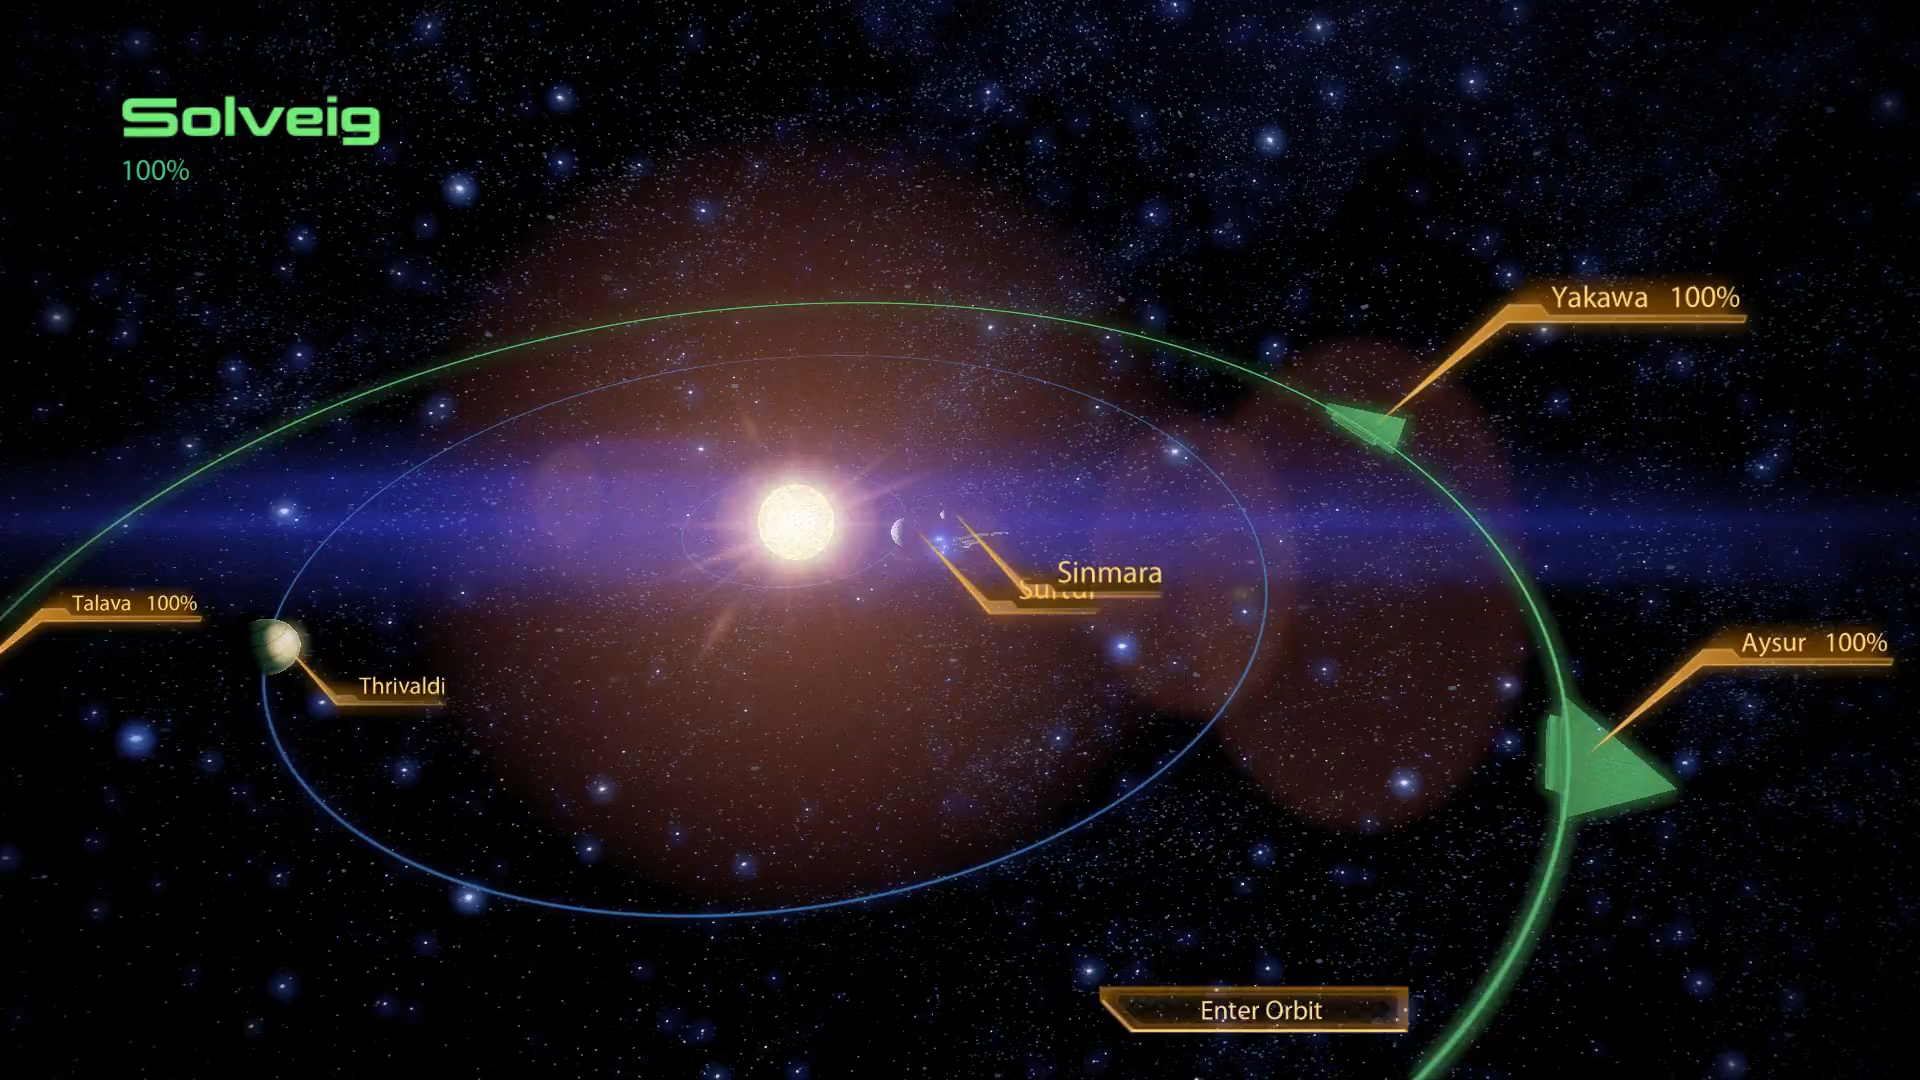 Solveig
100%
Yakawa 100%
Sinmara
Talava 100%
Aysur 100%
Thrivaldi
Enter Orbit